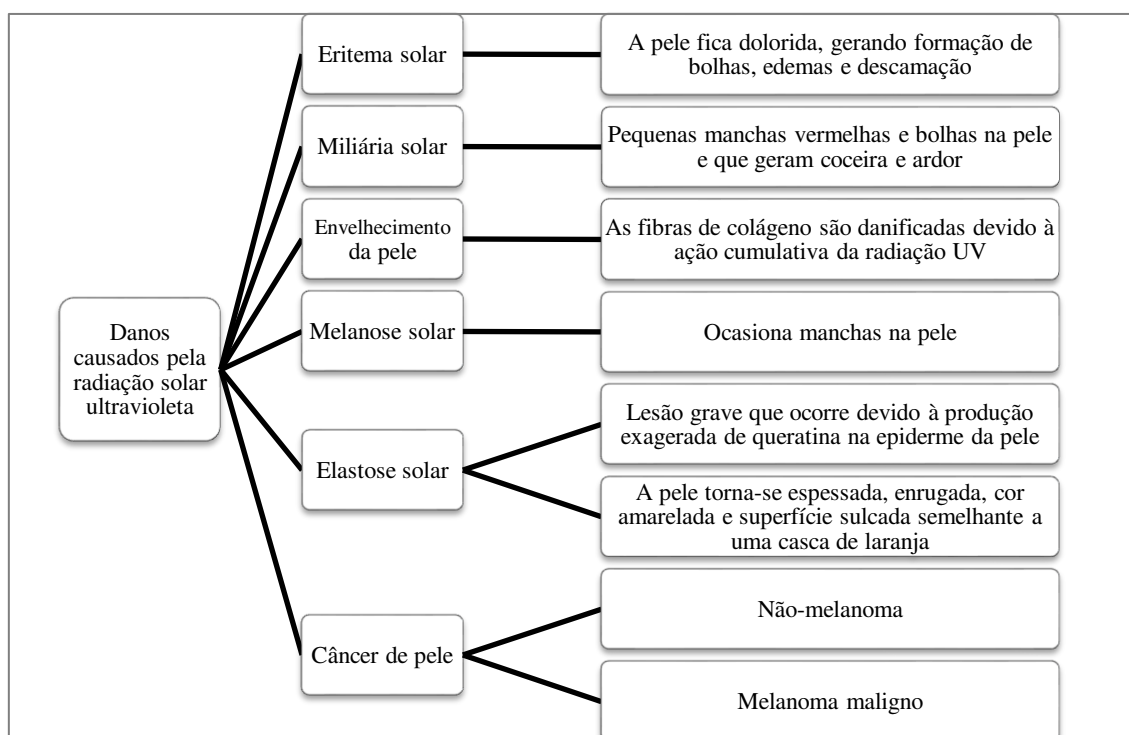 Danos
causados pela
radiação solar
ultravioleta
Eritema solar
A pele fica dolorida, gerando formação de
bolhas, edemas e descamação
Miliária solar
Pequenas manchas vermelhas e bolhas na pele
e que geram coceira e ardor
Envelhecimento
da pele
As fibras de colágeno são danificadas devido à
ação cumulativa da radiação UV
Melanose solar
Ocasiona manchas na pele
Elastose solar
Lesão grave que ocorre devido à produção
exagerada de queratina na epiderme da pele
A pele torna-se espessada, enrugada, cor
amarelada e superfície sulcada semelhante a
uma casca de laranja
Câncer de pele
Não-melanoma
Melanoma maligno